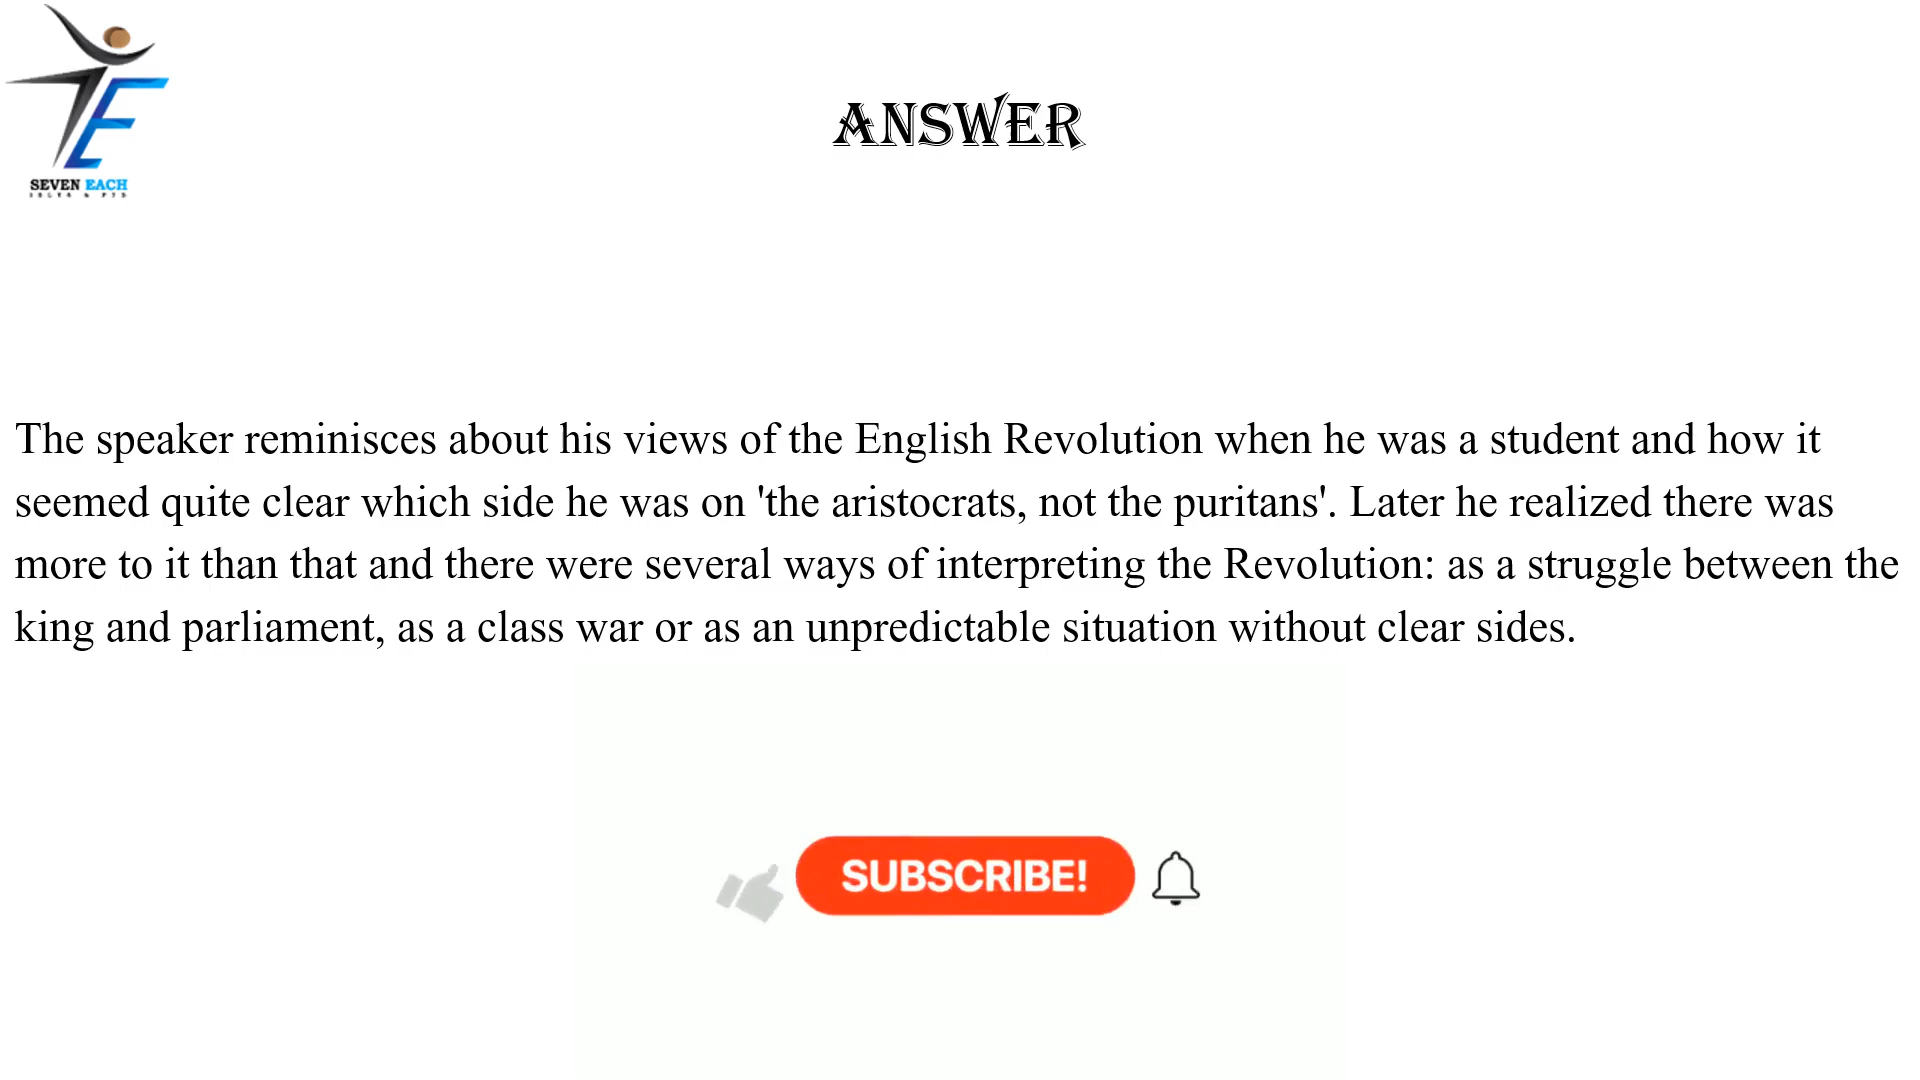 SEVEN EACH
ANSWER
The speaker reminisces about his views of the English Revolution when he was a student and how it
seemed quite clear which side he was on 'the aristocrats, not the puritans'. Later he realized there was
more to it than that and there were several ways of interpreting the Revolution: as a struggle between the
king and parliament, as a class war or as an unpredictable situation without clear sides.
SUBSCRIBE!